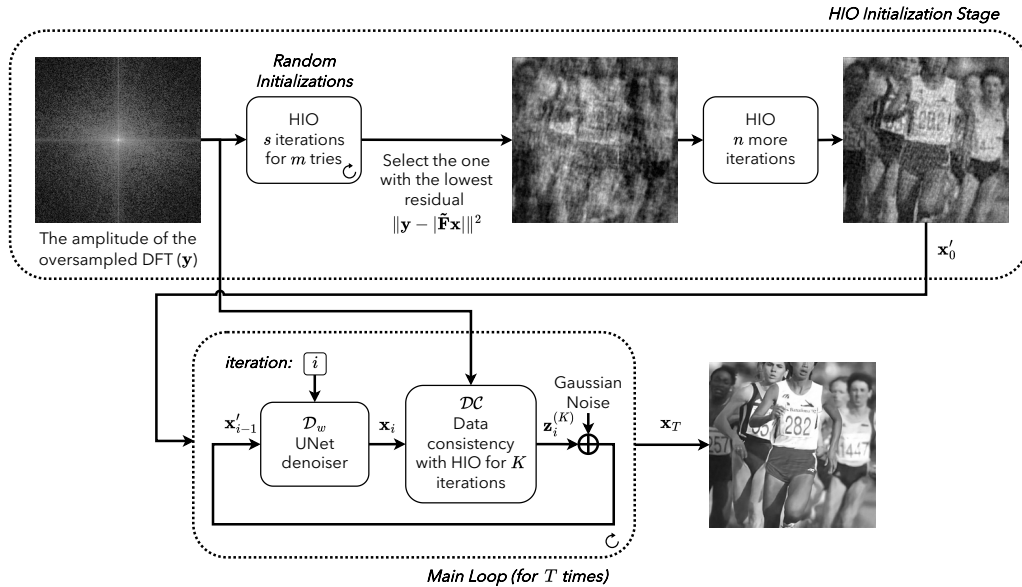 HIO Initialization Stage
Random
Initializations
HIO
s iterations
for m tries
Select the one
with the lowest
residual
‖y − |F̃x|‖²
HIO
n more
iterations
The amplitude of the
oversampled DFT (y)
x′₀
282
iteration: i
x′ᵢ₋₁
𝒟_w
UNet
denoiser
xᵢ
𝒟𝒞
Data
consistency
with HIO for K
iterations
zᵢ⁽ᴷ⁾
Gaussian
Noise
x_T
282
1447
Main Loop (for T times)